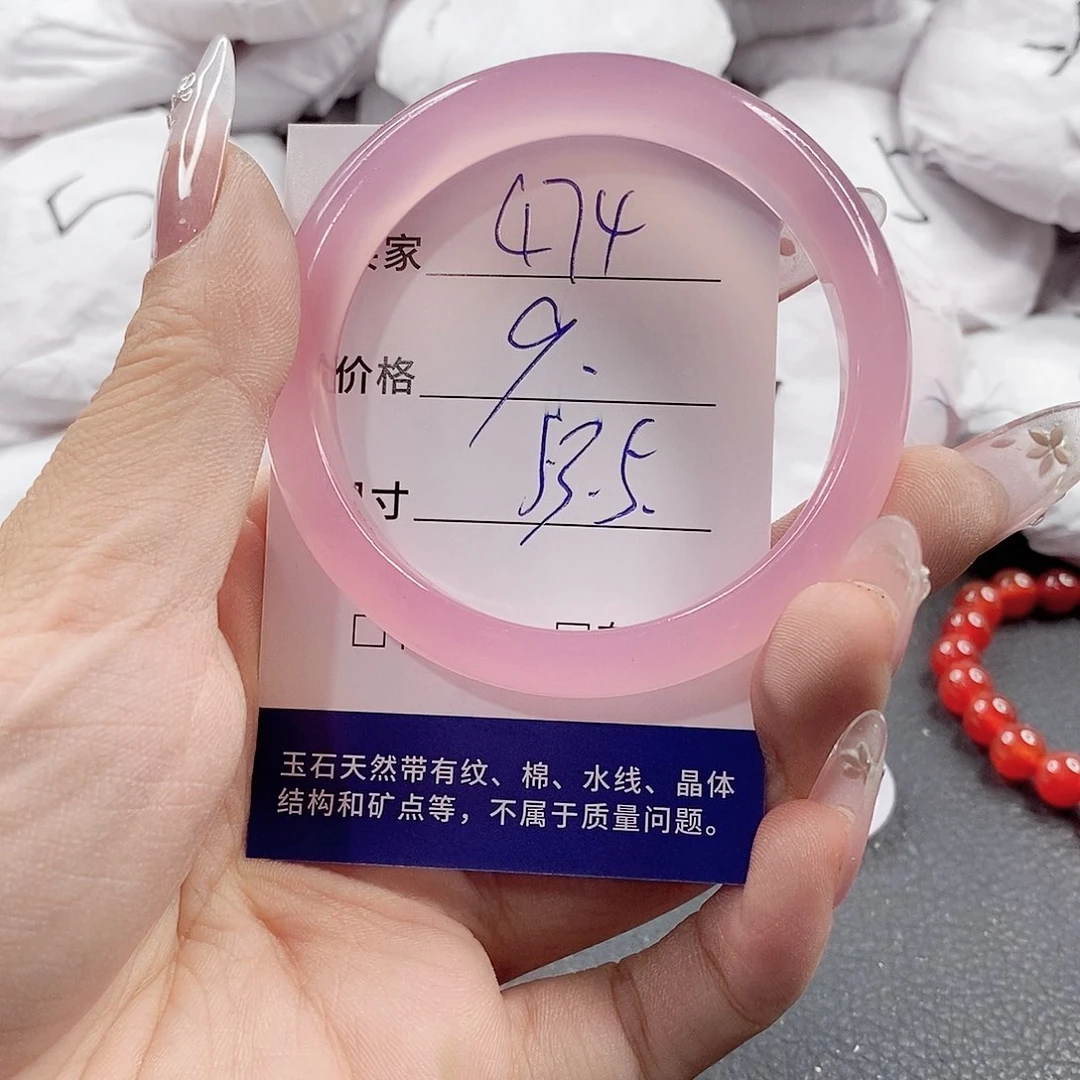 家 474
价格 9.
寸 53.5.
玉石天然带有纹、棉、水线、晶体
结构和矿点等，不属于质量问题。